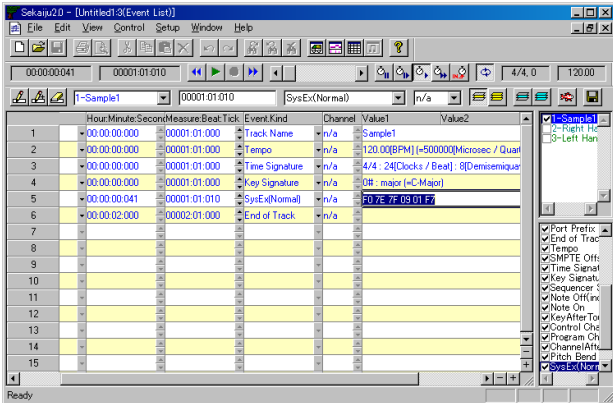 Sekaiju2.0 - [Untitled1:3(Event List)]
File Edit View Control Setup Window Help
00:00:00:041 00001:01:010 4/4, 0 120.00
1-Sample1 00001:01:010 SysEx(Normal) n/a
Hour:Minute:Second Measure:Beat:Tick Event.Kind Channel Value1 Value2
1 00:00:00:000 00001:01:000 Track Name n/a Sample1
2 00:00:00:000 00001:01:000 Tempo n/a 120.00[BPM] (=500000[Microsec / Quart
3 00:00:00:000 00001:01:000 Time Signature n/a 4/4 : 24[Clocks / Beat] : 8[Demisemiquav
4 00:00:00:000 00001:01:000 Key Signature n/a 0# : major (=C-Major)
5 00:00:00:041 00001:01:010 SysEx(Normal) n/a F0 7E 7F 09 01 F7
6 00:00:02:000 00002:01:000 End of Track n/a
7
8
9
10
11
12
13
14
15
1-Sample1
2-Right Ha
3-Left Han
Port Prefix
End of Trac
Tempo
SMPTE Offs
Time Signat
Key Signatu
Sequencer S
Note Off(inc
Note On
KeyAfterTou
Control Cha
Program Ch
ChannelAfte
Pitch Bend
SysEx(Norm
Ready